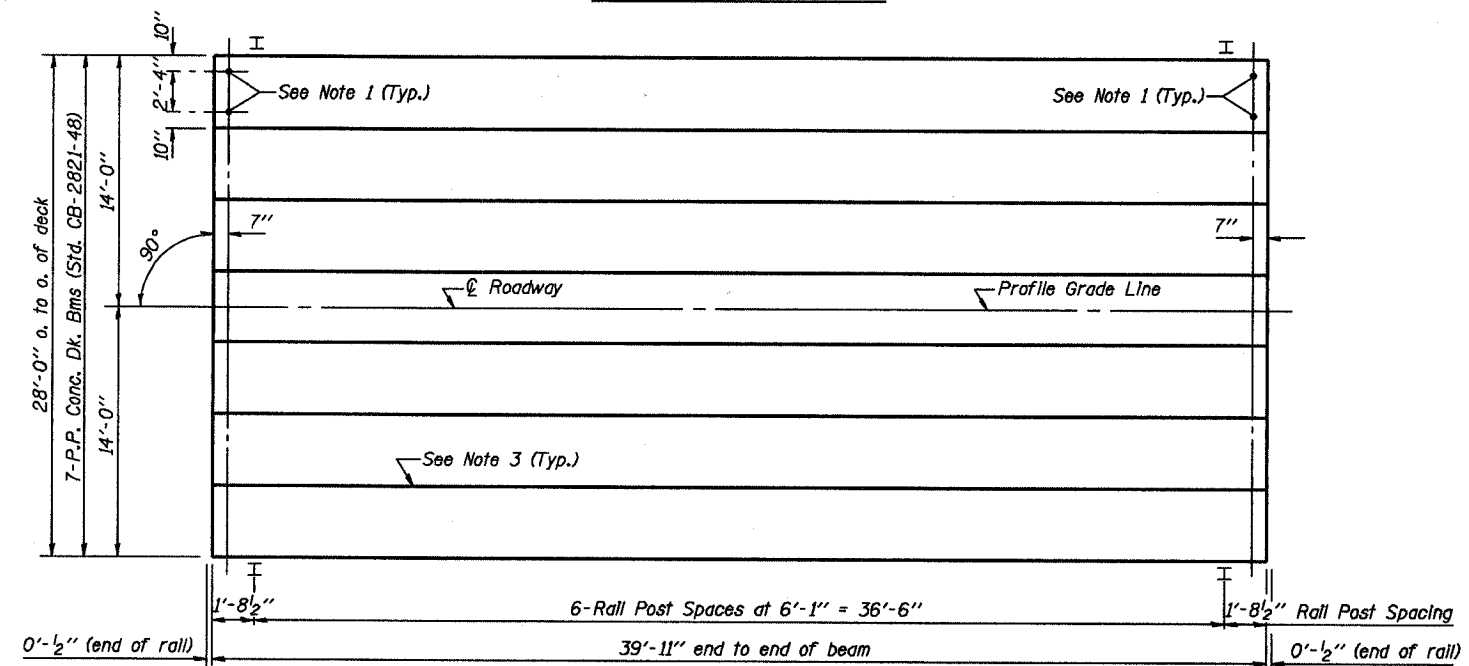 10"
2'-4"
10"
See Note 1 (Typ.)
See Note 1 (Typ.)
28'-0" o. to o. of deck
7-P.P. Conc. Dk. Bms (Std. CB-2821-48)
14'-0"
14'-0"
90°
7"
7"
℄ Roadway
Profile Grade Line
See Note 3 (Typ.)
1'-8½"
6-Rail Post Spaces at 6'-1" = 36'-6"
1'-8½" Rail Post Spacing
0'-½" (end of rail)
39'-11" end to end of beam
0'-½" (end of rail)